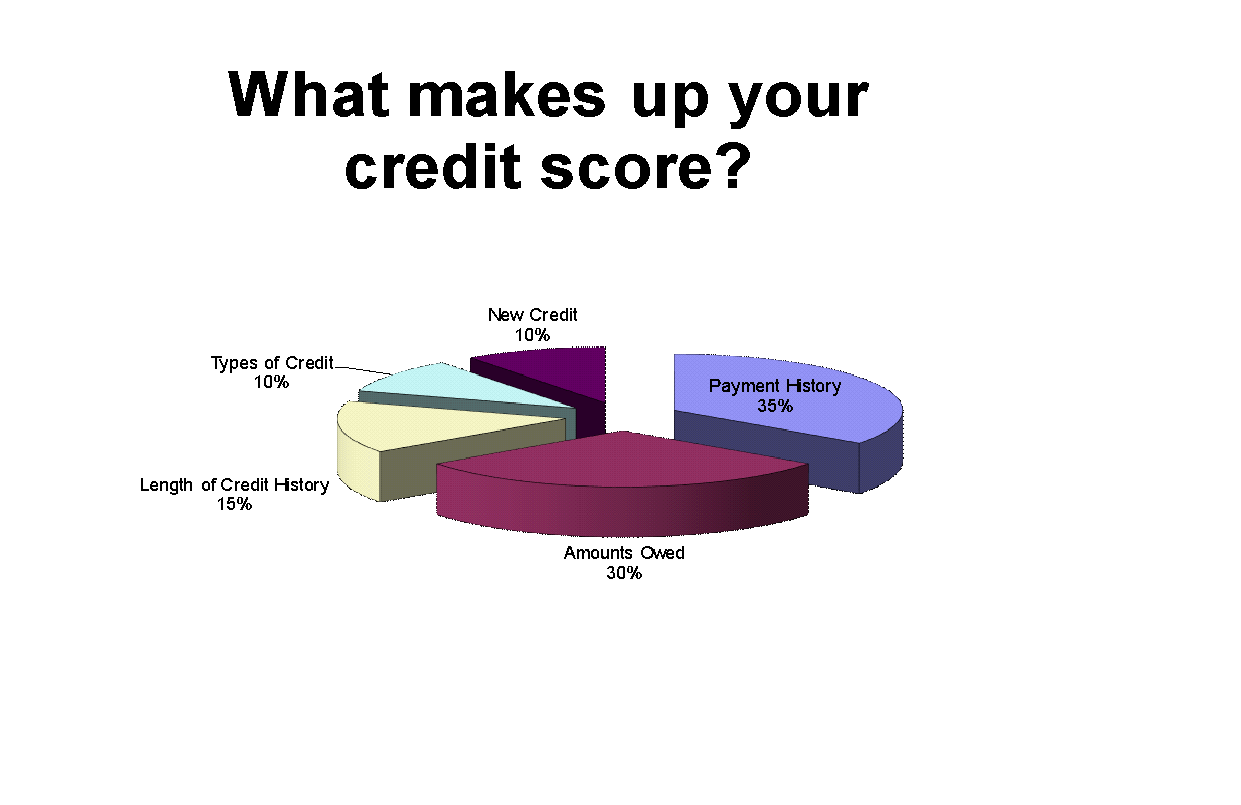 What makes up your
credit score?
New Credit
10%
Types of Credit
10%
Payment History
35%
Length of Credit History
15%
Amounts Owed
30%